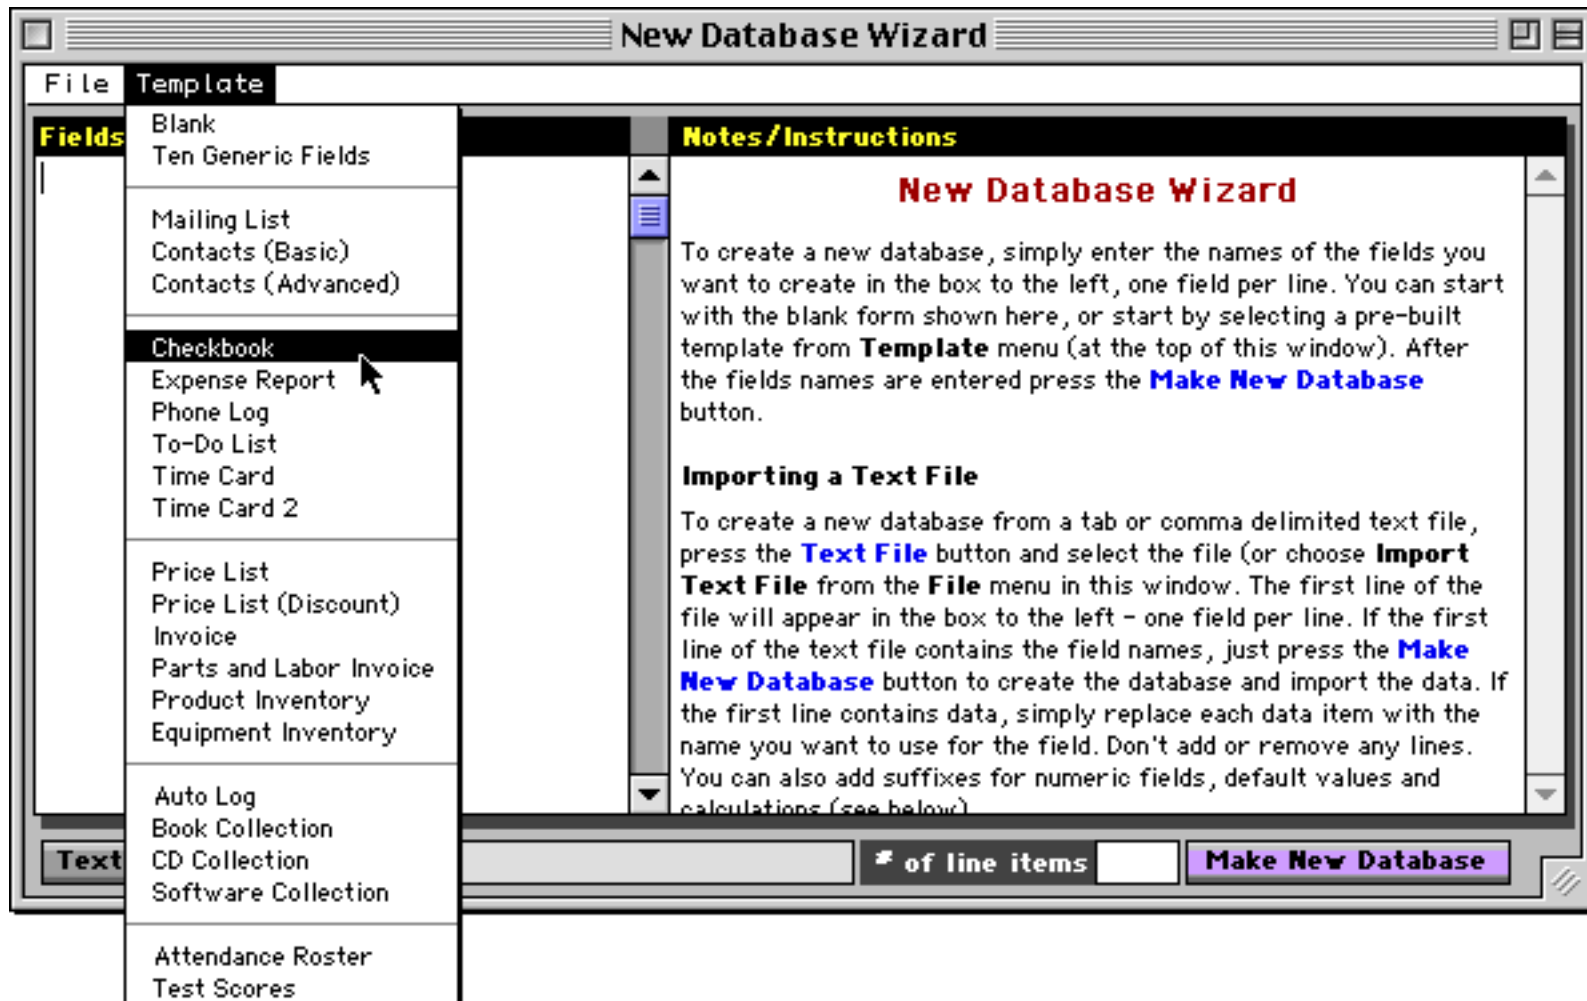 New Database Wizard
File Template
Fields
Blank
Ten Generic Fields
Mailing List
Contacts (Basic)
Contacts (Advanced)
Checkbook
Expense Report
Phone Log
To-Do List
Time Card
Time Card 2
Price List
Price List (Discount)
Invoice
Parts and Labor Invoice
Product Inventory
Equipment Inventory
Auto Log
Book Collection
CD Collection
Software Collection
Attendance Roster
Test Scores
Notes/Instructions
New Database Wizard
To create a new database, simply enter the names of the fields you
want to create in the box to the left, one field per line. You can start
with the blank form shown here, or start by selecting a pre-built
template from Template menu (at the top of this window). After
the fields names are entered press the Make New Database
button.
Importing a Text File
To create a new database from a tab or comma delimited text file,
press the Text File button and select the file (or choose Import
Text File from the File menu in this window. The first line of the
file will appear in the box to the left - one field per line. If the first
line of the text file contains the field names, just press the Make
New Database button to create the database and import the data. If
the first line contains data, simply replace each data item with the
name you want to use for the field. Don't add or remove any lines.
You can also add suffixes for numeric fields, default values and
calculations (see below)
Text
# of line items
Make New Database